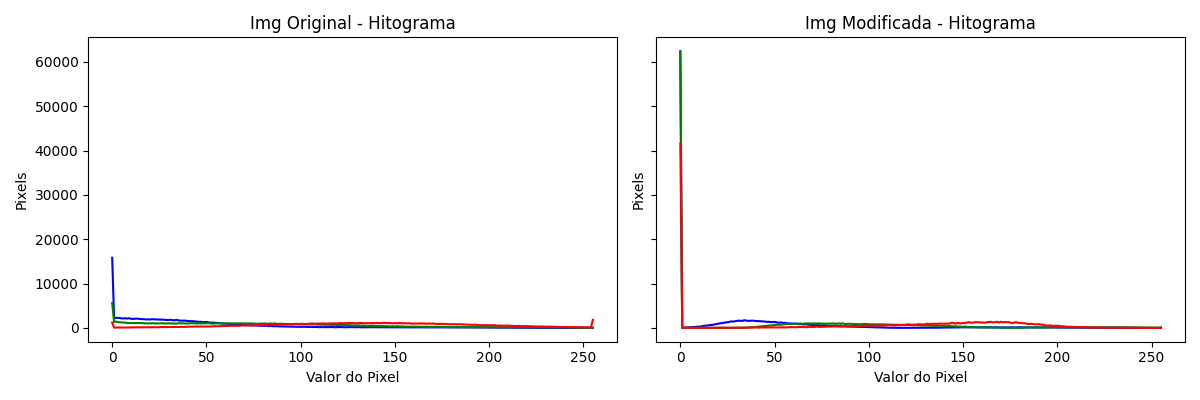 Img Original - Hitograma
Img Modificada - Hitograma
Pixels
60000
50000
40000
30000
20000
10000
0
0 50 100 150 200 250
Valor do Pixel
Pixels
0 50 100 150 200 250
Valor do Pixel